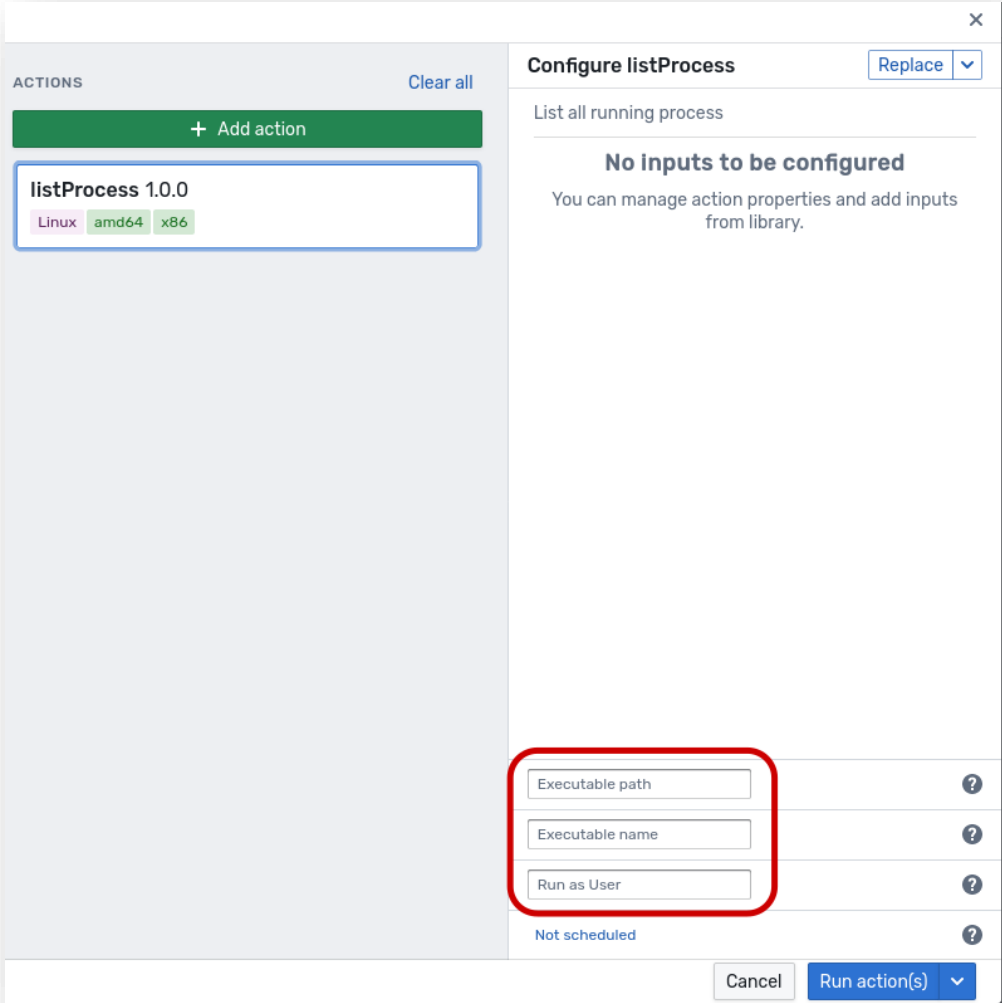 ACTIONS
Clear all
+ Add action
listProcess 1.0.0
Linux amd64 x86
Configure listProcess
Replace
List all running process
No inputs to be configured
You can manage action properties and add inputs
from library.
Executable path
?
Executable name
?
Run as User
?
Not scheduled
?
Cancel
Run action(s)